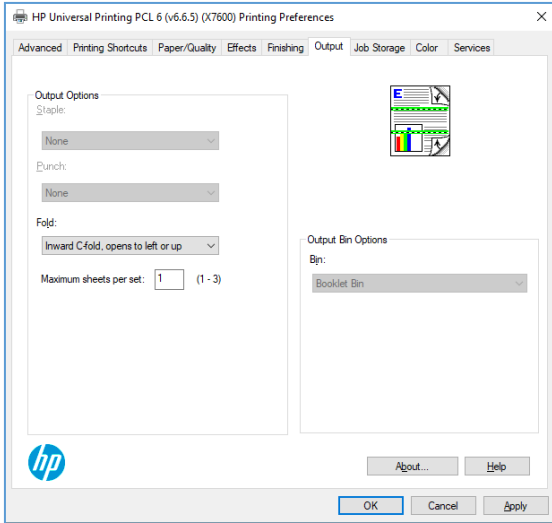 HP Universal Printing PCL 6 (v6.6.5) (X7600) Printing Preferences
Advanced Printing Shortcuts Paper/Quality Effects Finishing Output Job Storage Color Services
Output Options
Staple:
None
Punch:
None
Fold:
Inward C-fold, opens to left or up
Maximum sheets per set: 1 (1 - 3)
E
Output Bin Options
Bin:
Booklet Bin
hp
About... Help
OK Cancel Apply